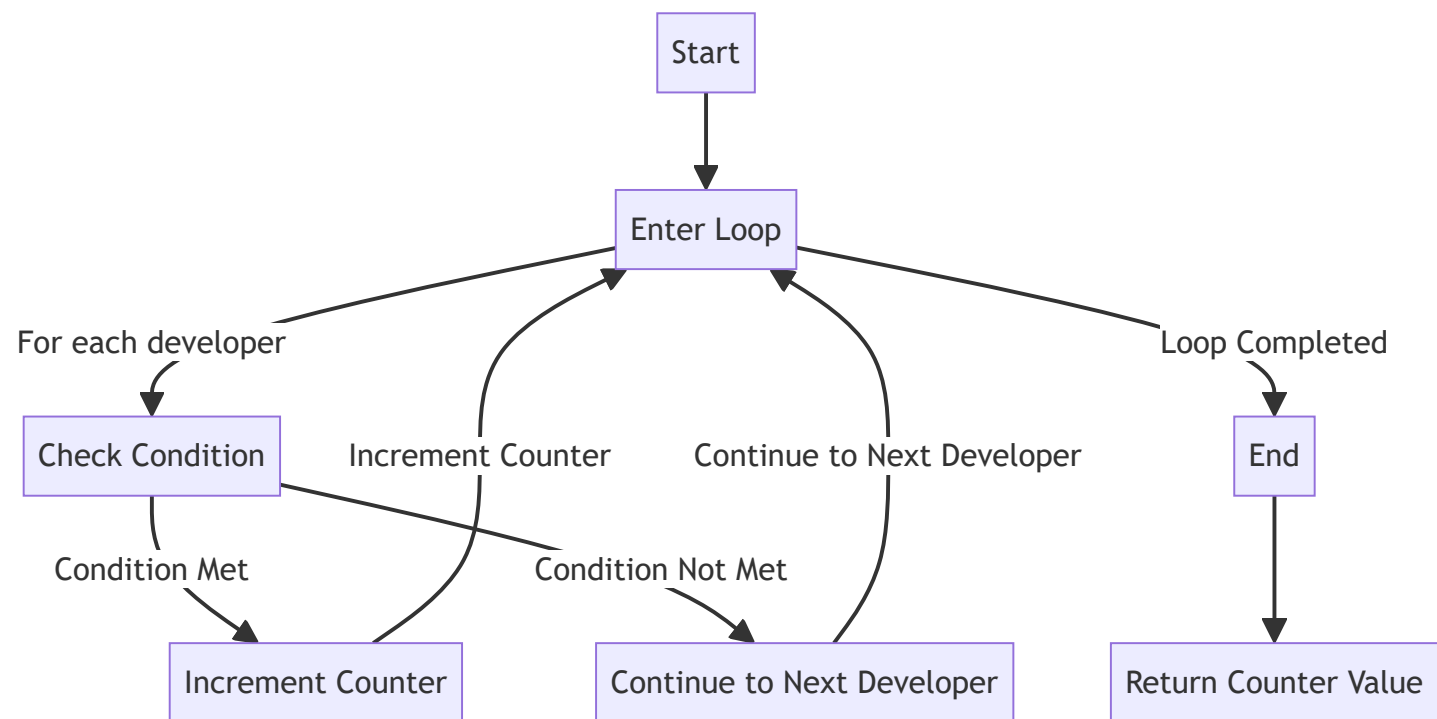 Start
Enter Loop
For each developer
Loop Completed
Check Condition
Increment Counter
Continue to Next Developer
End
Condition Met
Condition Not Met
Increment Counter
Continue to Next Developer
Return Counter Value